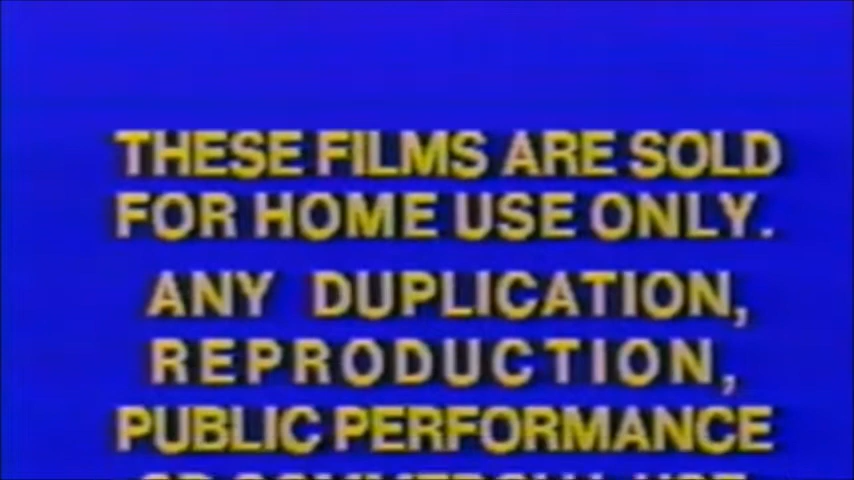 THESE FILMS ARE SOLD
FOR HOME USE ONLY.
ANY DUPLICATION,
REPRODUCTION,
PUBLIC PERFORMANCE